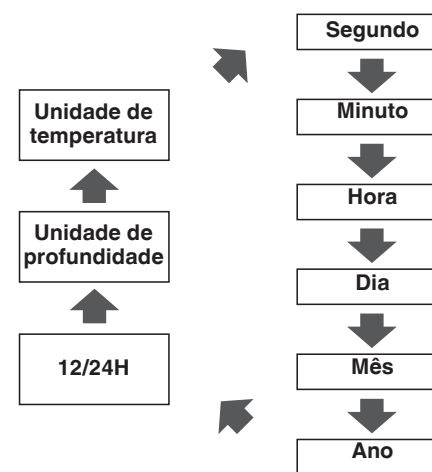 Segundo
Minuto
Hora
Dia
Mês
Ano
12/24H
Unidade de
profundidade
Unidade de
temperatura